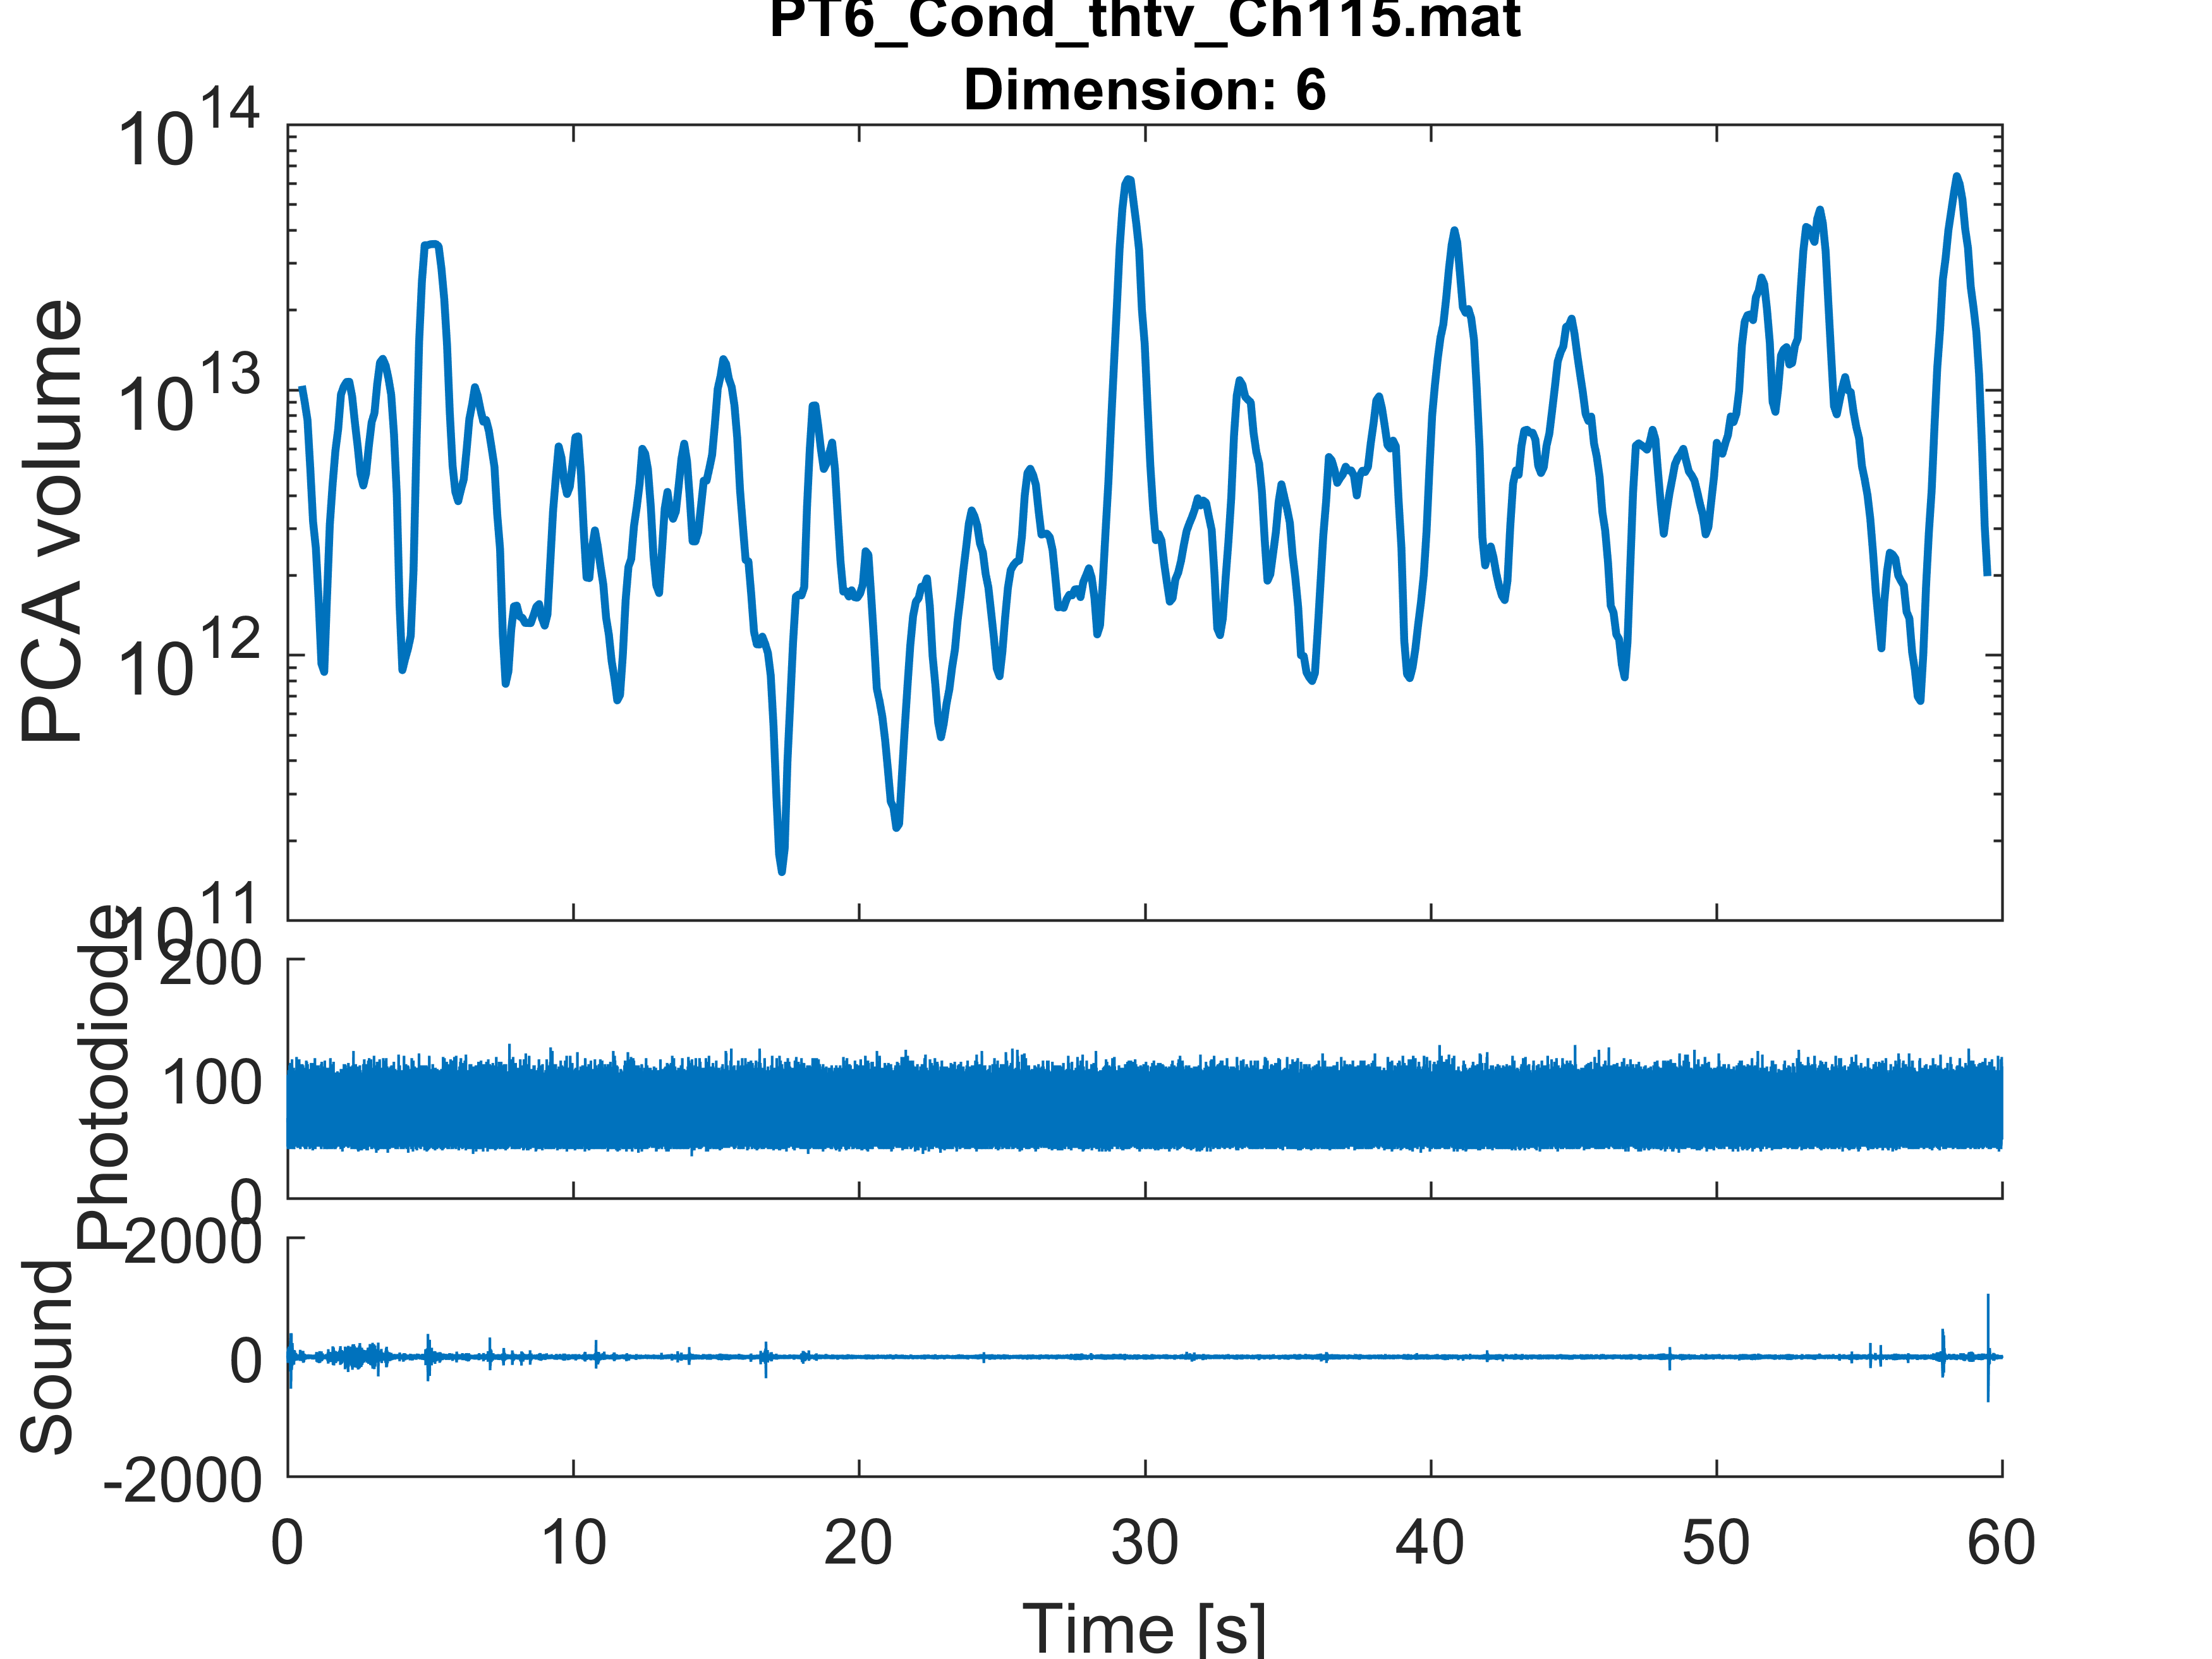 PT6_Cond_thtv_Ch115.mat
Dimension: 6
10^14
10^13
10^12
10^11
PCA volume
200
100
0
Photodiode
2000
0
-2000
Sound
0 10 20 30 40 50 60
Time [s]